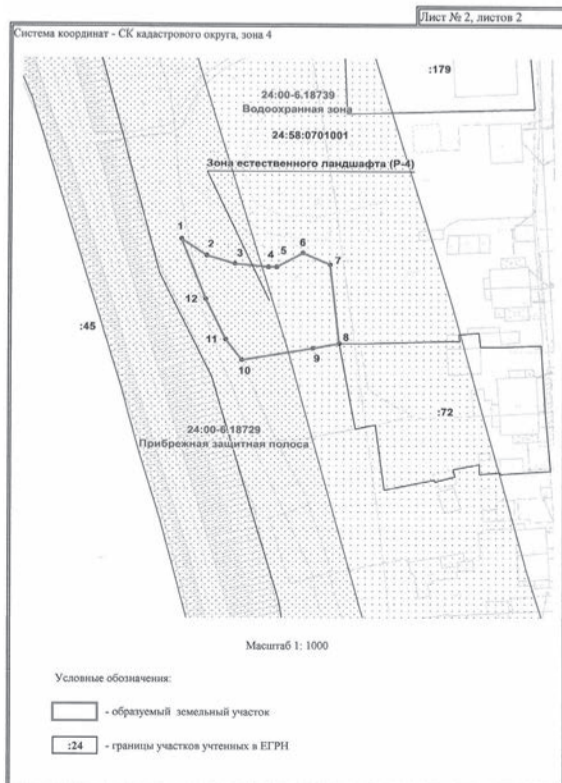 Лист № 2, листов 2
Система координат - СК кадастрового округа, зона 4
:179
24:00-6.18739
Водоохранная зона
24:58:0701001
Зона естественного ландшафта (Р-4)
1
2
3
4
5
6
7
12
:45
11
8
9
10
:72
24:00-6.18729
Прибрежная защитная полоса
Масштаб 1: 1000
Условные обозначения:
- образуемый земельный участок
:24
- границы участков учтенных в ЕГРН